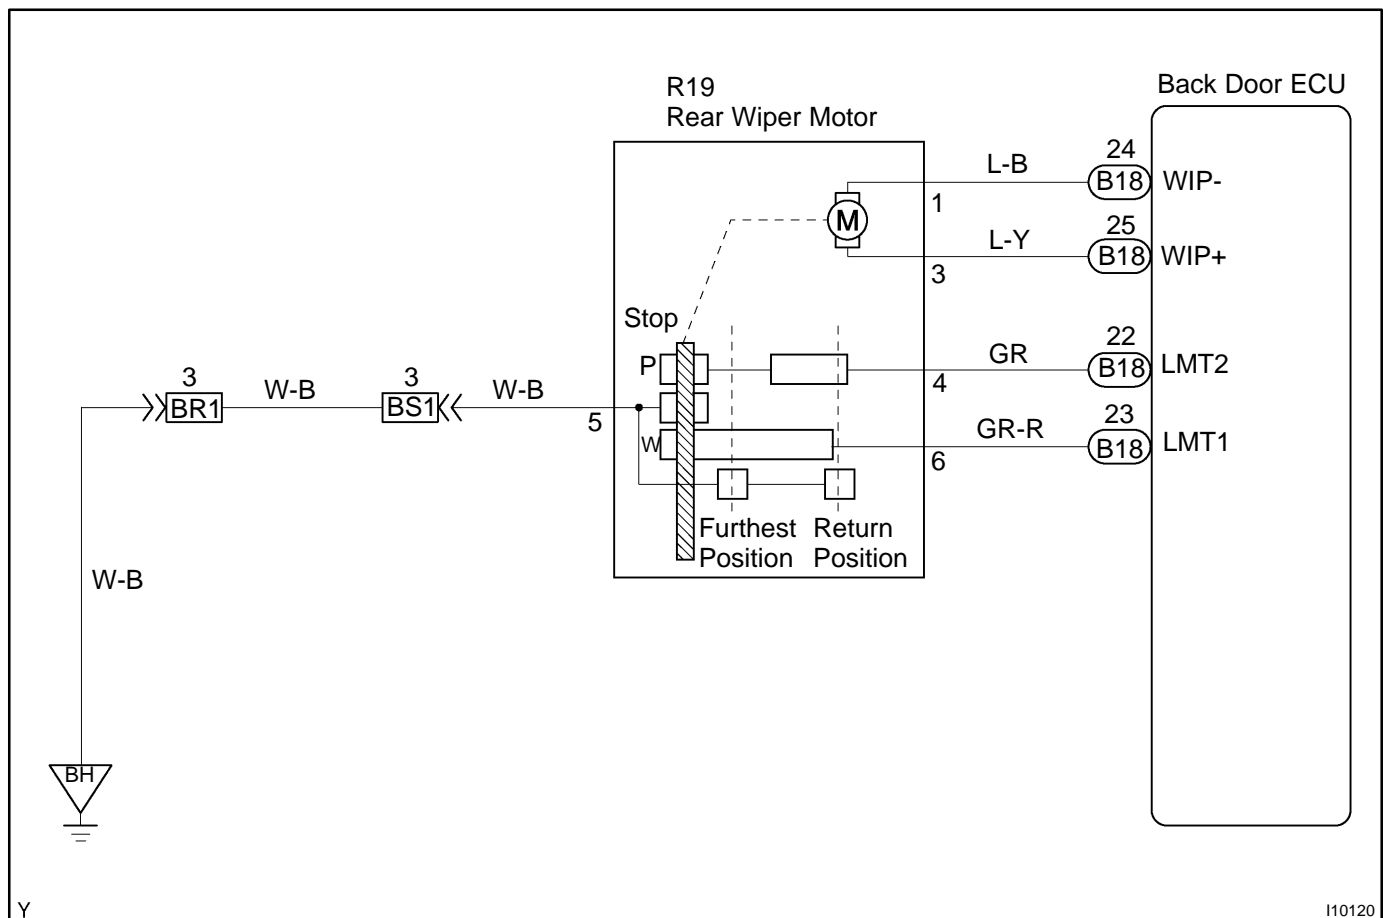 R19
Rear Wiper Motor
Back Door ECU
L-B
24
B18
WIP-
1
M
L-Y
25
B18
WIP+
3
Stop
P
GR
22
B18
LMT2
4
3
BR1
W-B
3
BS1
W-B
5
W
GR-R
23
B18
LMT1
6
Furthest
Position
Return
Position
W-B
BH
Y
I10120